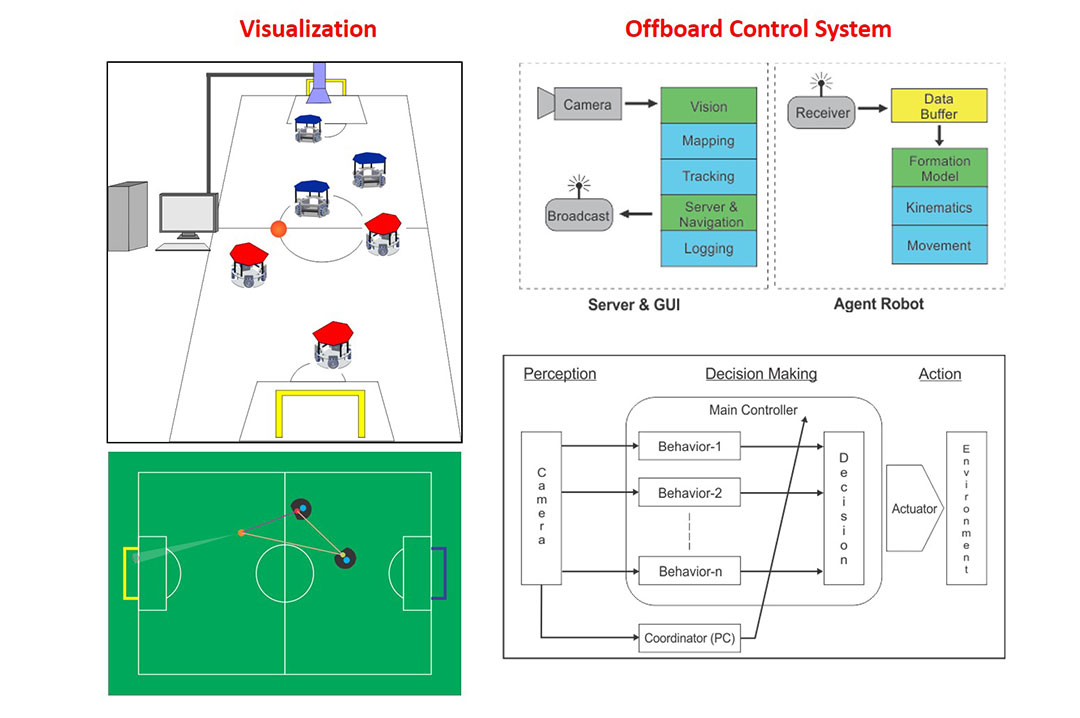 Visualization
Offboard Control System
Camera
Vision
Mapping
Tracking
Server &
Navigation
Logging
Broadcast
Server & GUI
Receiver
Data
Buffer
Formation
Model
Kinematics
Movement
Agent Robot
Perception
Decision Making
Action
Main Controller
Camera
Behavior-1
Behavior-2
Behavior-n
Decision
Actuator
Environment
Coordinator (PC)